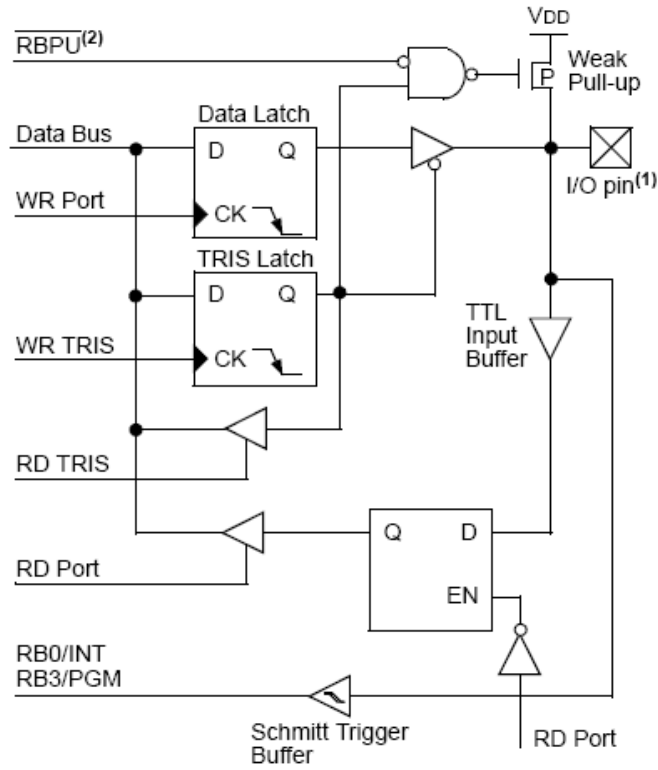 VDD
RBPU(2)
Weak
Pull-up
P
Data Latch
Data Bus
D Q
I/O pin(1)
WR Port
CK
TRIS Latch
D Q
TTL
Input
Buffer
WR TRIS
CK
RD TRIS
Q D
RD Port
EN
RB0/INT
RB3/PGM
Schmitt Trigger
Buffer
RD Port